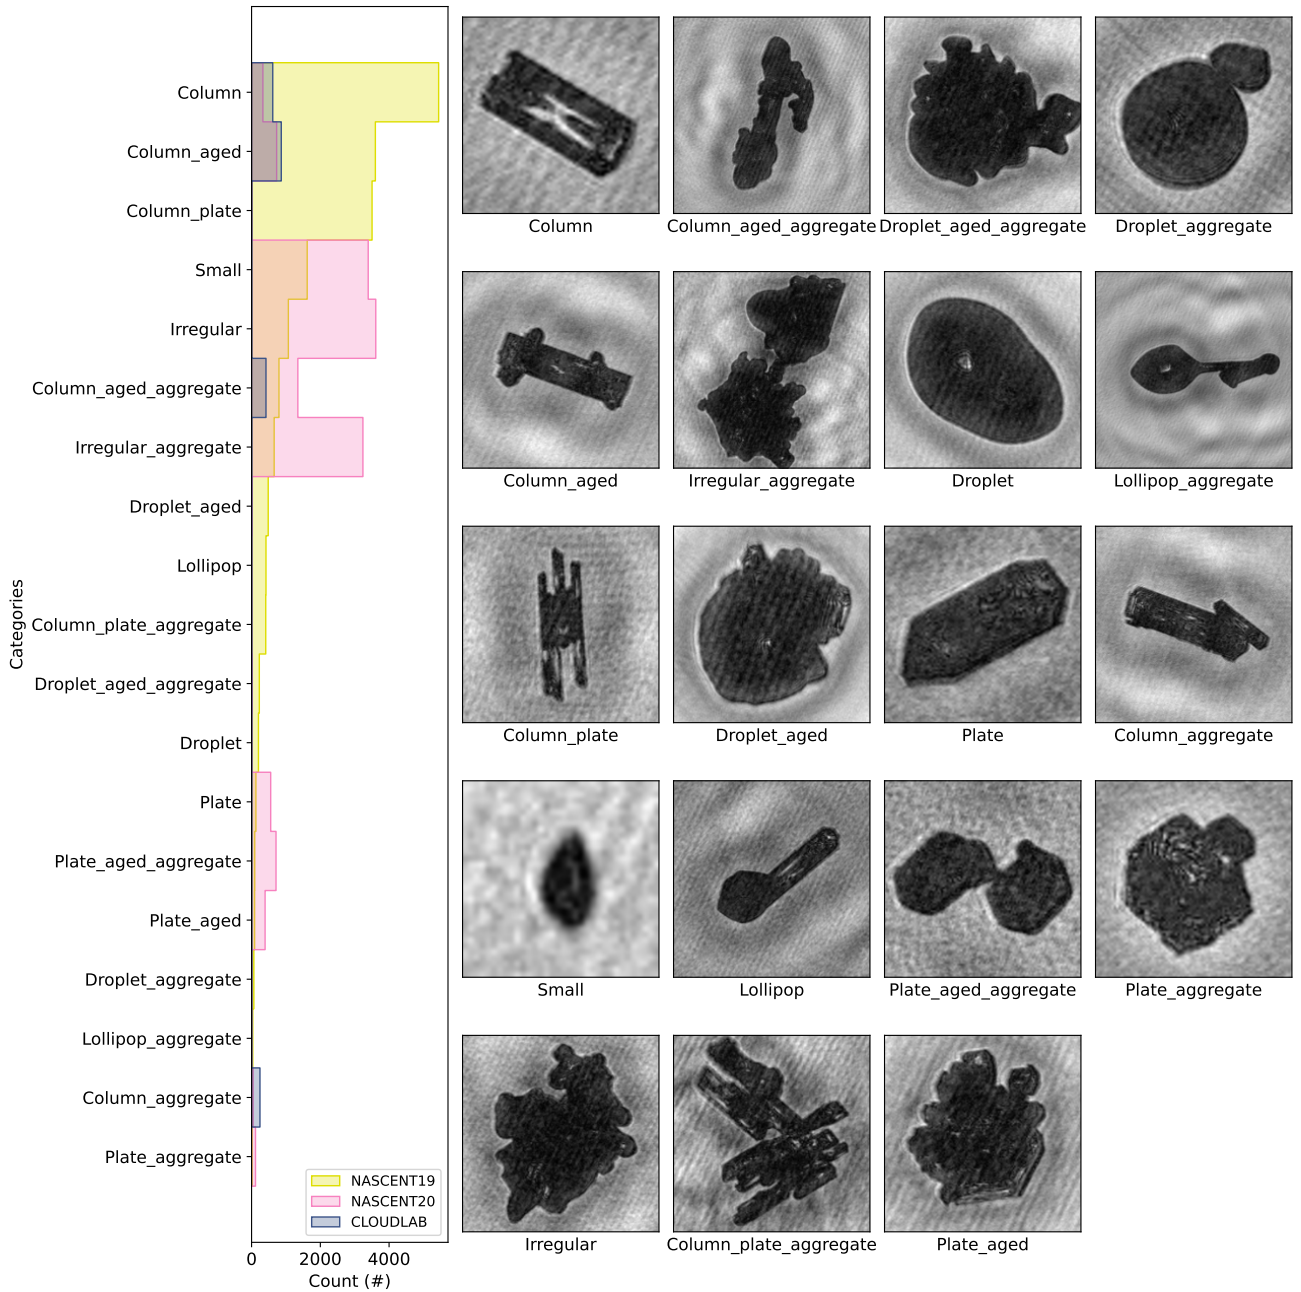 Categories
Column
Column_aged
Column_plate
Small
Irregular
Column_aged_aggregate
Irregular_aggregate
Droplet_aged
Lollipop
Column_plate_aggregate
Droplet_aged_aggregate
Droplet
Plate
Plate_aged_aggregate
Plate_aged
Droplet_aggregate
Lollipop_aggregate
Column_aggregate
Plate_aggregate
NASCENT19
NASCENT20
CLOUDLAB
0 2000 4000
Count (#)
Column Column_aged_aggregate Droplet_aged_aggregate Droplet_aggregate
Column_aged Irregular_aggregate Droplet Lollipop_aggregate
Column_plate Droplet_aged Plate Column_aggregate
Small Lollipop Plate_aged_aggregate Plate_aggregate
Irregular Column_plate_aggregate Plate_aged